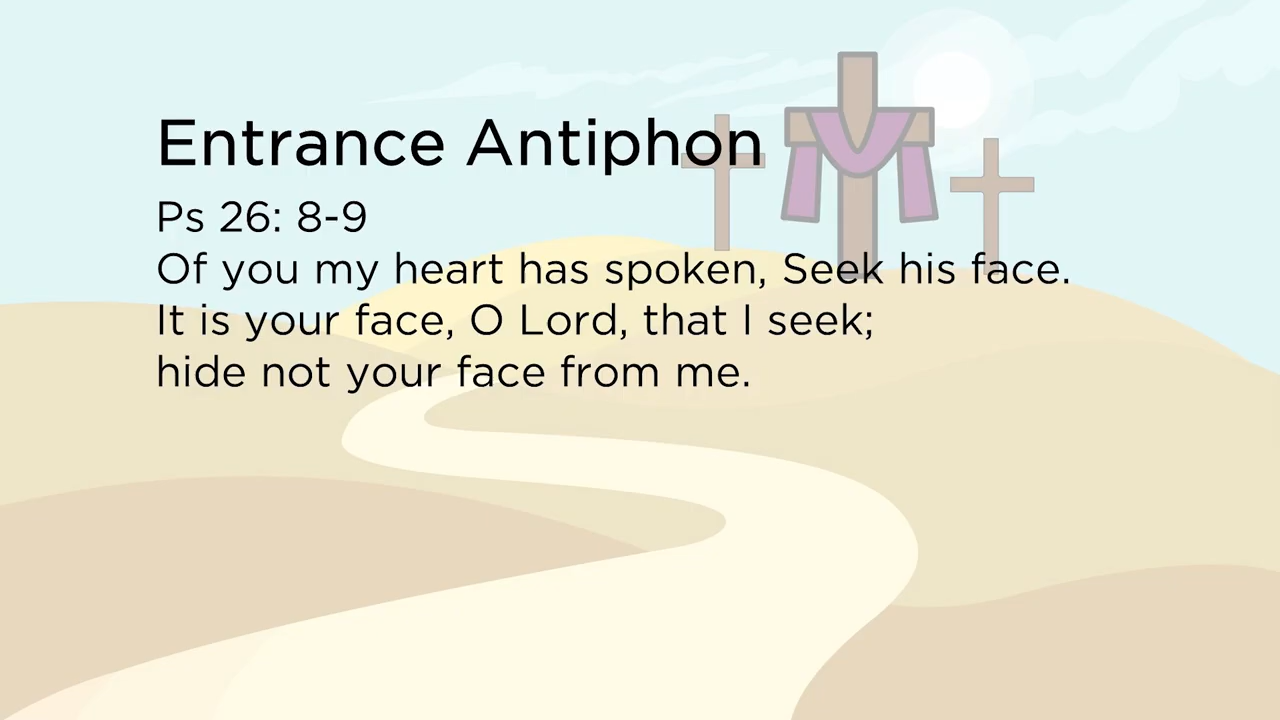 Entrance Antiphon
Ps 26: 8-9
Of you my heart has spoken, Seek his face.
It is your face, O Lord, that I seek;
hide not your face from me.